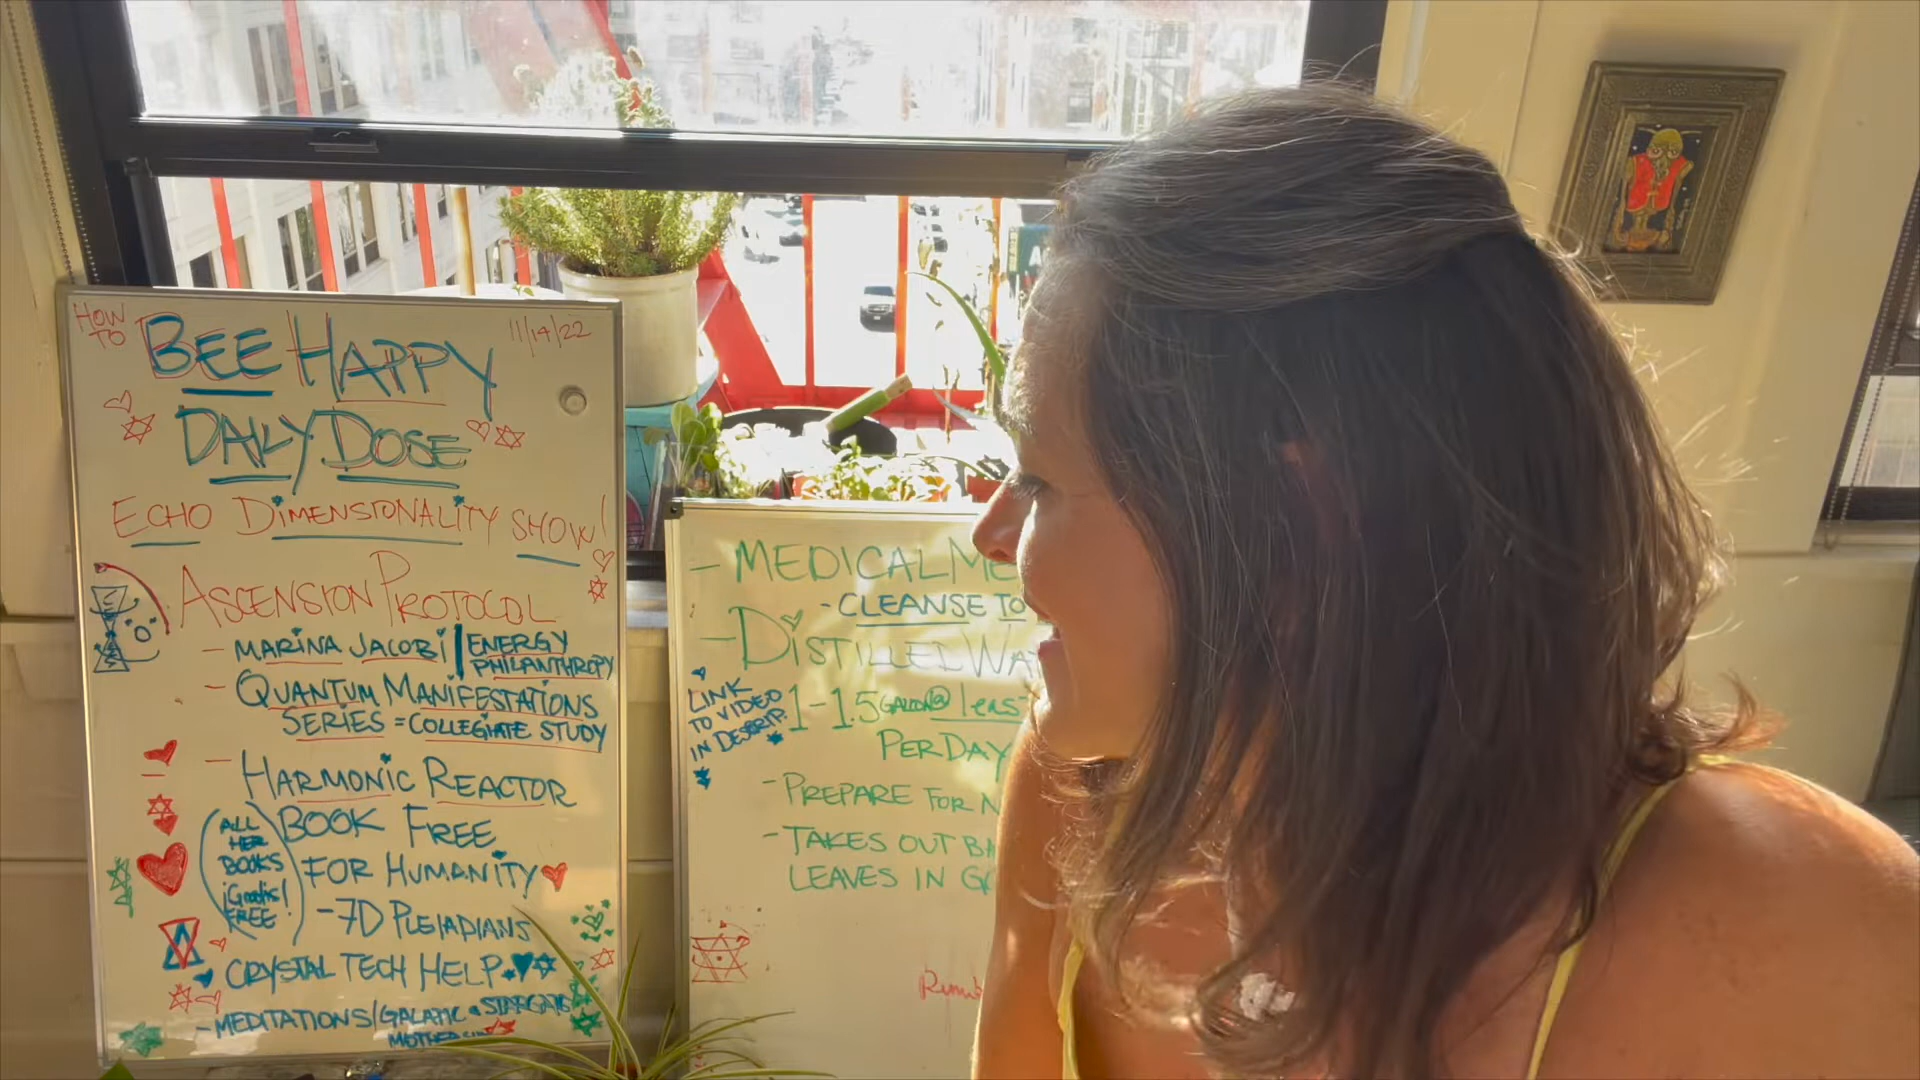 HOW TO
11/14/22
BEE HAPPY
DAILY DOSE
ECHO DIMENSIONALITY SHOW!
ASCENSION PROTOCOL
- MARINA JACOBI | ENERGY PHILANTHROPY
- QUANTUM MANIFESTATIONS
SERIES = COLLEGIATE STUDY
- HARMONIC REACTOR
BOOK FREE
FOR HUMANITY
(ALL
HER
BOOKS
FREE)
- 7D PLEIADIANS
CRYSTAL TECH HELP
- MEDITATIONS/GALACTIC
- MEDICAL ME
- CLEANSE TO
- DISTILLED WA
1-1.5 GALLON@ leas
PER DAY
LINK
TO VIDEO
IN DESCRIP.
- PREPARE FOR N
- TAKES OUT BA
LEAVES IN GO